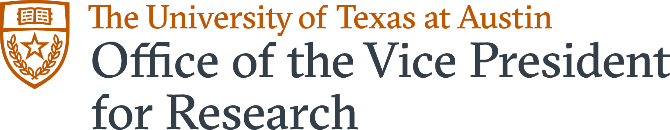 The University of Texas at Austin
Office of the Vice President
for Research